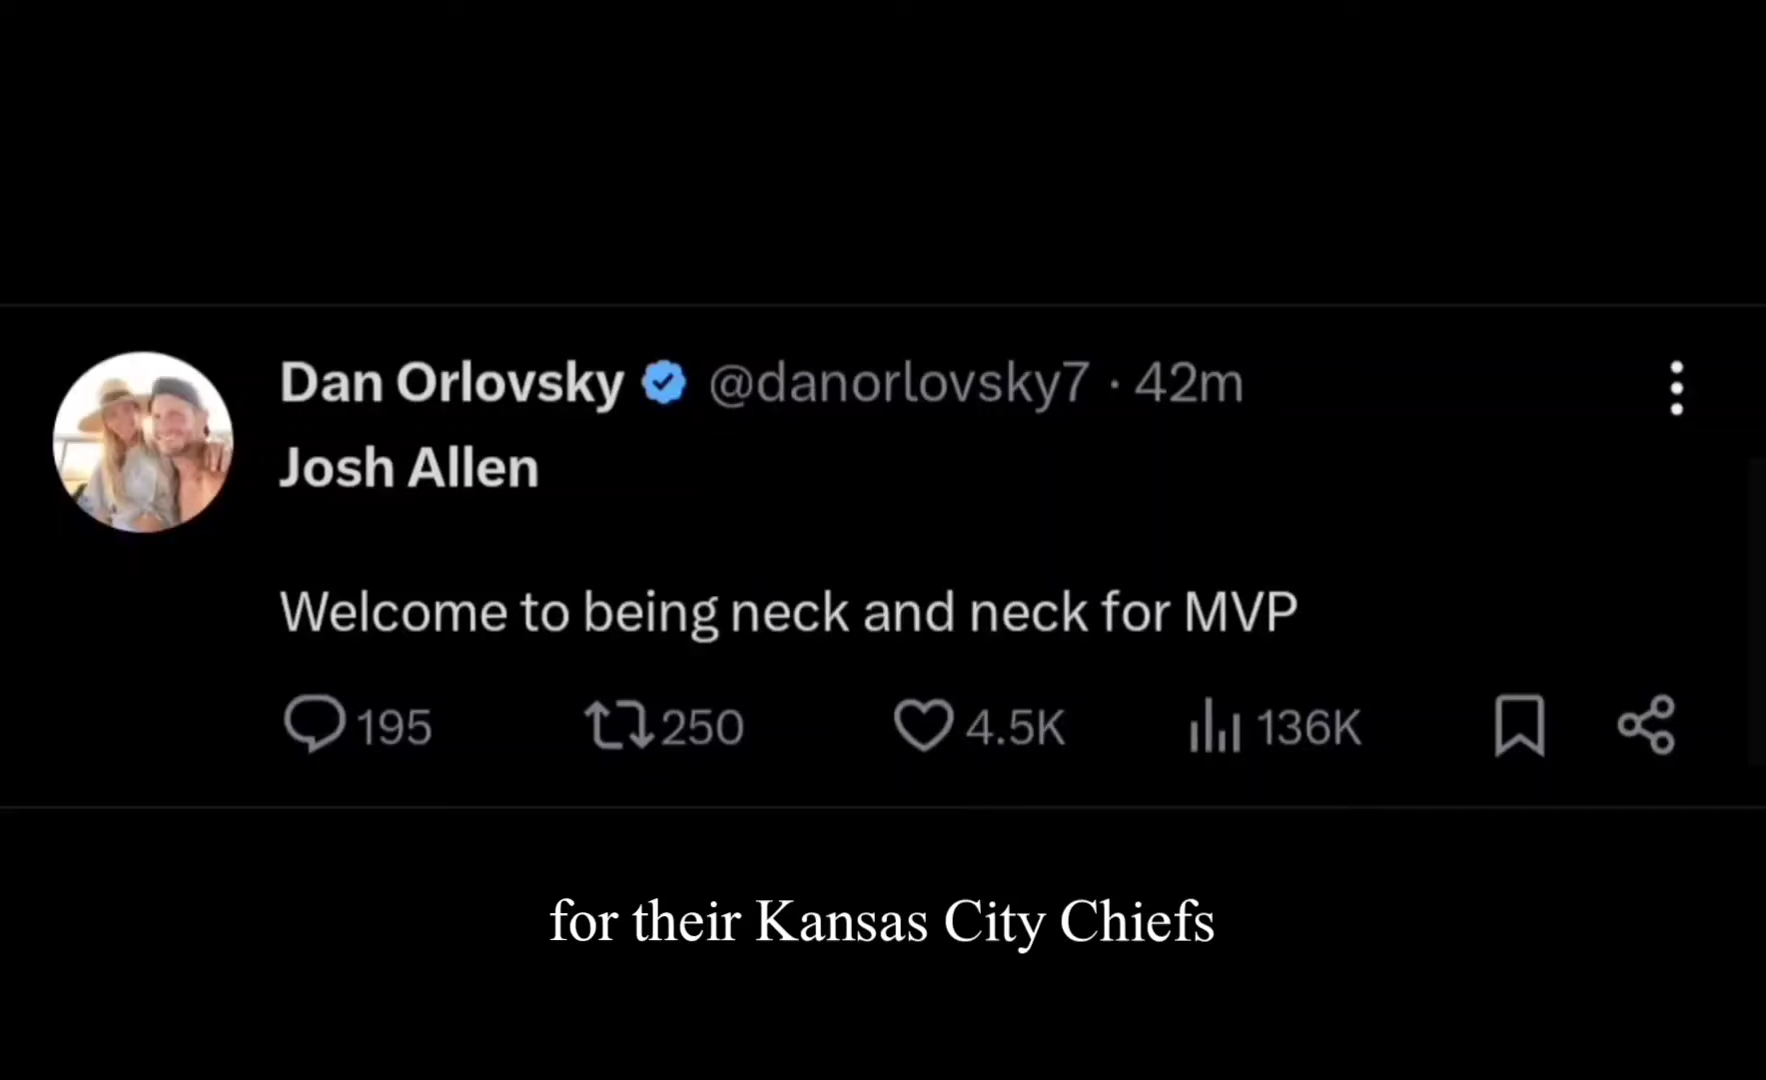 Dan Orlovsky @danorlovsky7 · 42m
Josh Allen
Welcome to being neck and neck for MVP
195 250 4.5K 136K
for their Kansas City Chiefs